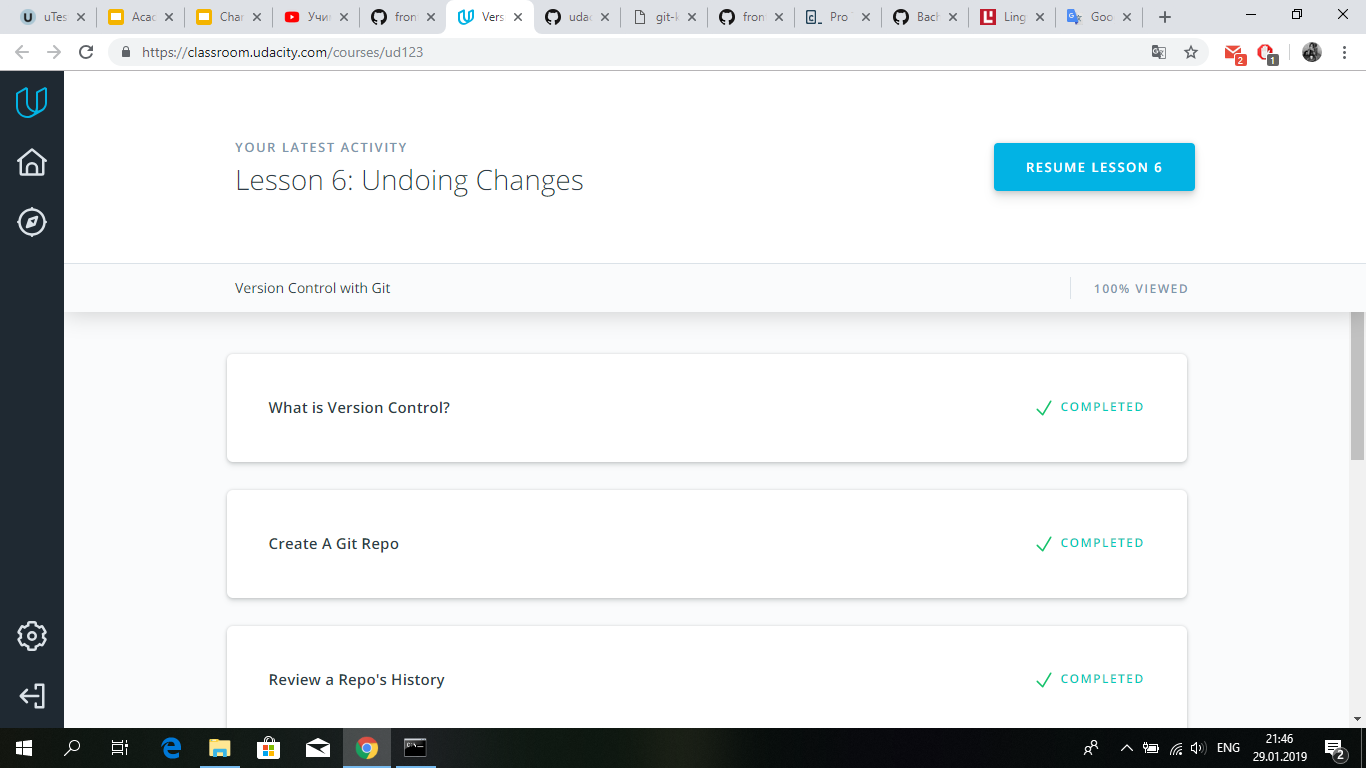 uTes
Acac
Char
Учи
fron
Vers
udac
git-k
fron
Pro
Bach
Ling
Goo
https://classroom.udacity.com/courses/ud123
2
1
YOUR LATEST ACTIVITY
Lesson 6: Undoing Changes
RESUME LESSON 6
Version Control with Git
100% VIEWED
What is Version Control?
COMPLETED
Create A Git Repo
COMPLETED
Review a Repo's History
COMPLETED
ENG
21:46
29.01.2019
2